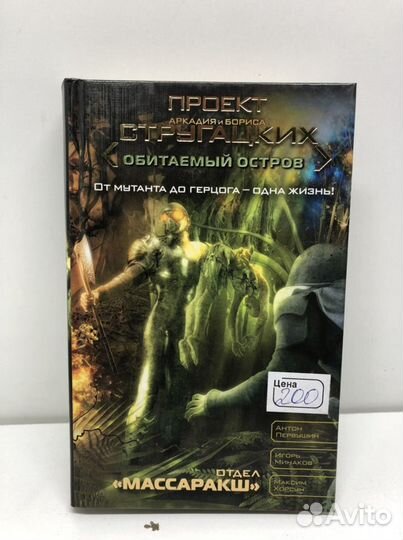 ПРОЕКТ
АРКАДИЯ И БОРИСА
СТРУГАЦКИХ
ОБИТАЕМЫЙ ОСТРОВ
ОТ МУТАНТА ДО ГЕРЦОГА – ОДНА ЖИЗНЬ!
Цена
200
АНТОН
ПЕРВУШИН
ИГОРЬ
МИНАКОВ
МАКСИМ
ХОРСУН
ОТДЕЛ
«МАССАРАКШ»
Avito